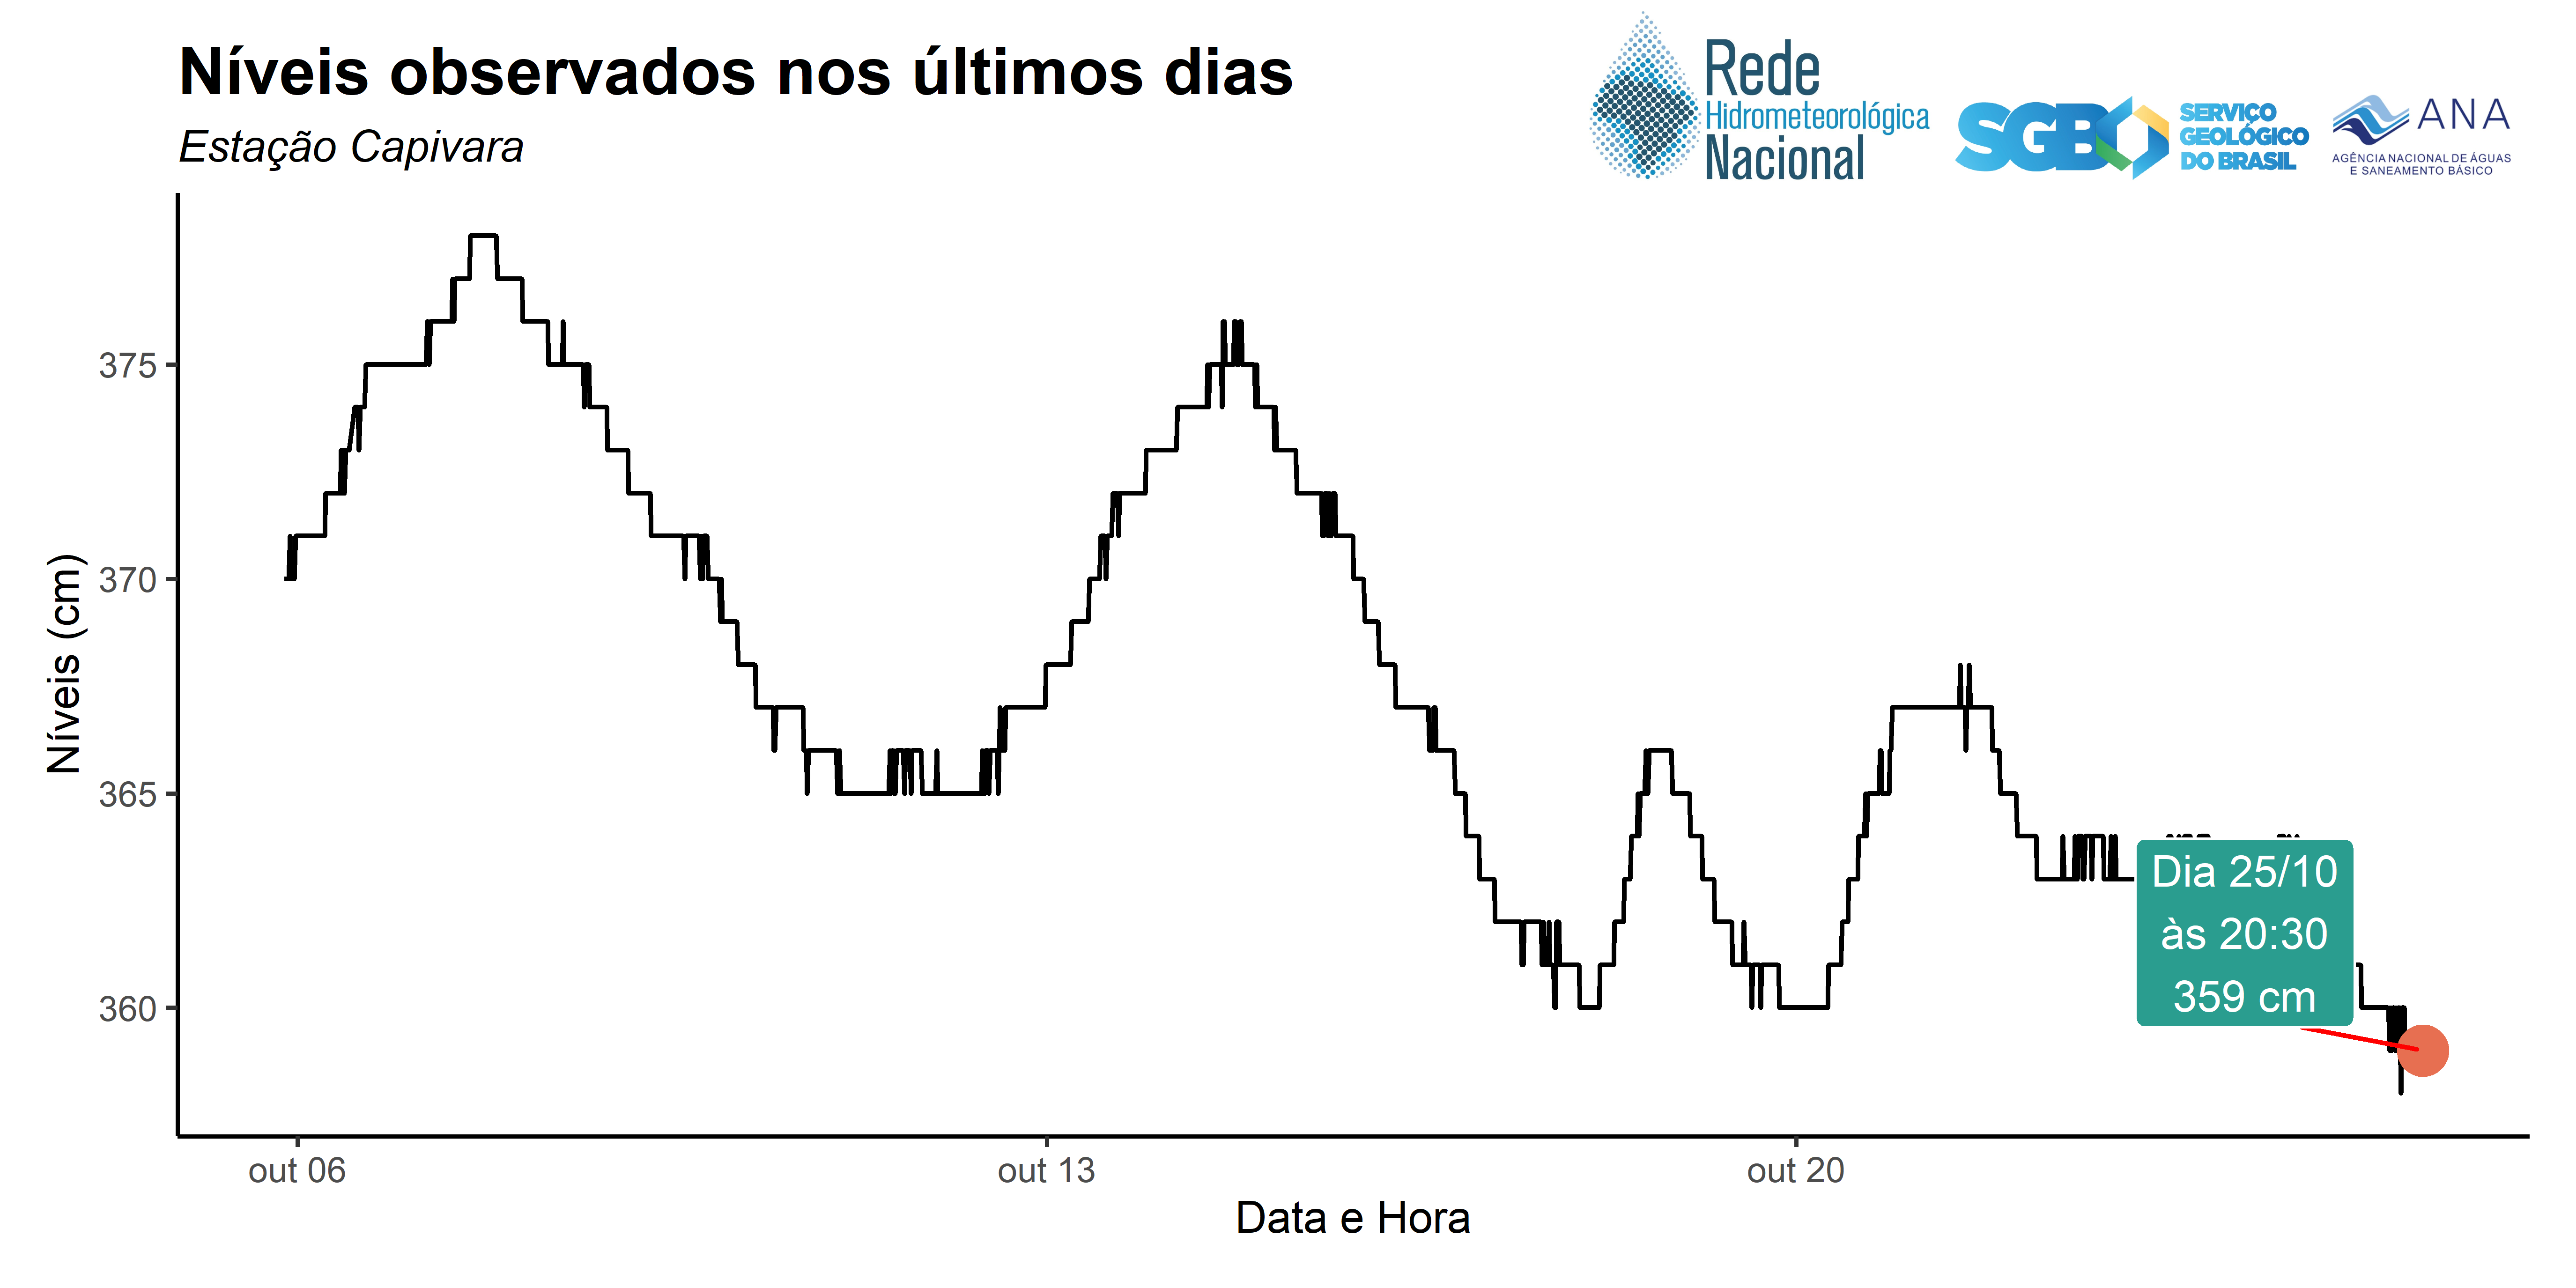 Níveis observados nos últimos dias
Estação Capivara
Rede
Hidrometeorológica
Nacional
SGB
SERVIÇO
GEOLÓGICO
DO BRASIL
ANA
AGÊNCIA NACIONAL DE ÁGUAS
E SANEAMENTO BÁSICO
Níveis (cm)
375
370
365
360
Dia 25/10
às 20:30
359 cm
out 06
out 13
out 20
Data e Hora